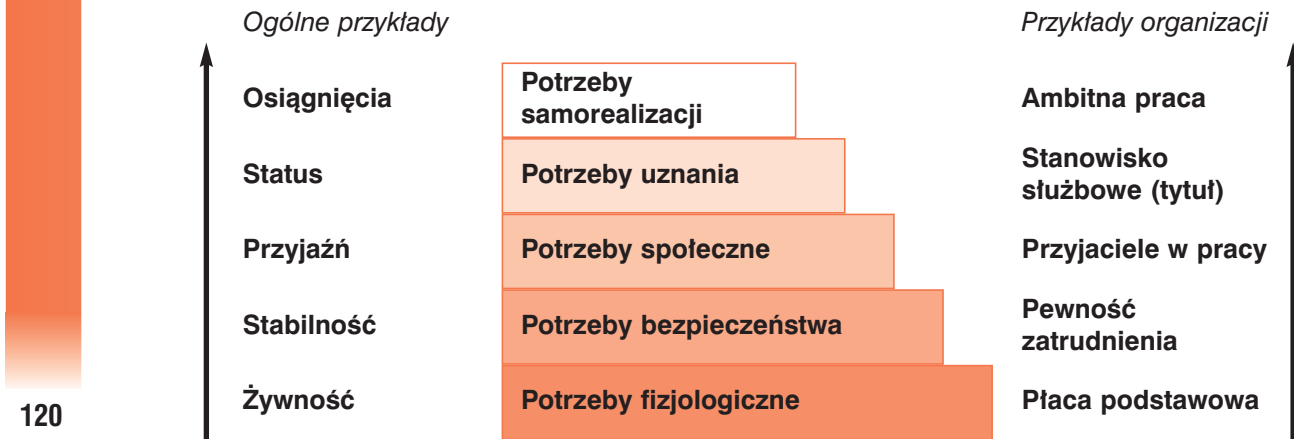 Ogólne przykłady
Przykłady organizacji
Osiągnięcia
Potrzeby
samorealizacji
Ambitna praca
Status
Potrzeby uznania
Stanowisko
służbowe (tytuł)
Przyjaźń
Potrzeby społeczne
Przyjaciele w pracy
Stabilność
Potrzeby bezpieczeństwa
Pewność
zatrudnienia
Żywność
Potrzeby fizjologiczne
Płaca podstawowa
120